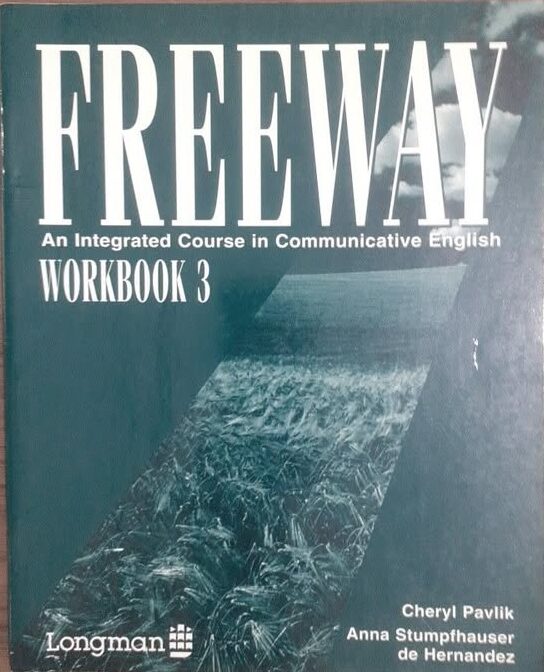 FREEWAY
An Integrated Course in Communicative English
WORKBOOK 3
Cheryl Pavlik
Anna Stumpfhauser
de Hernandez
Longman